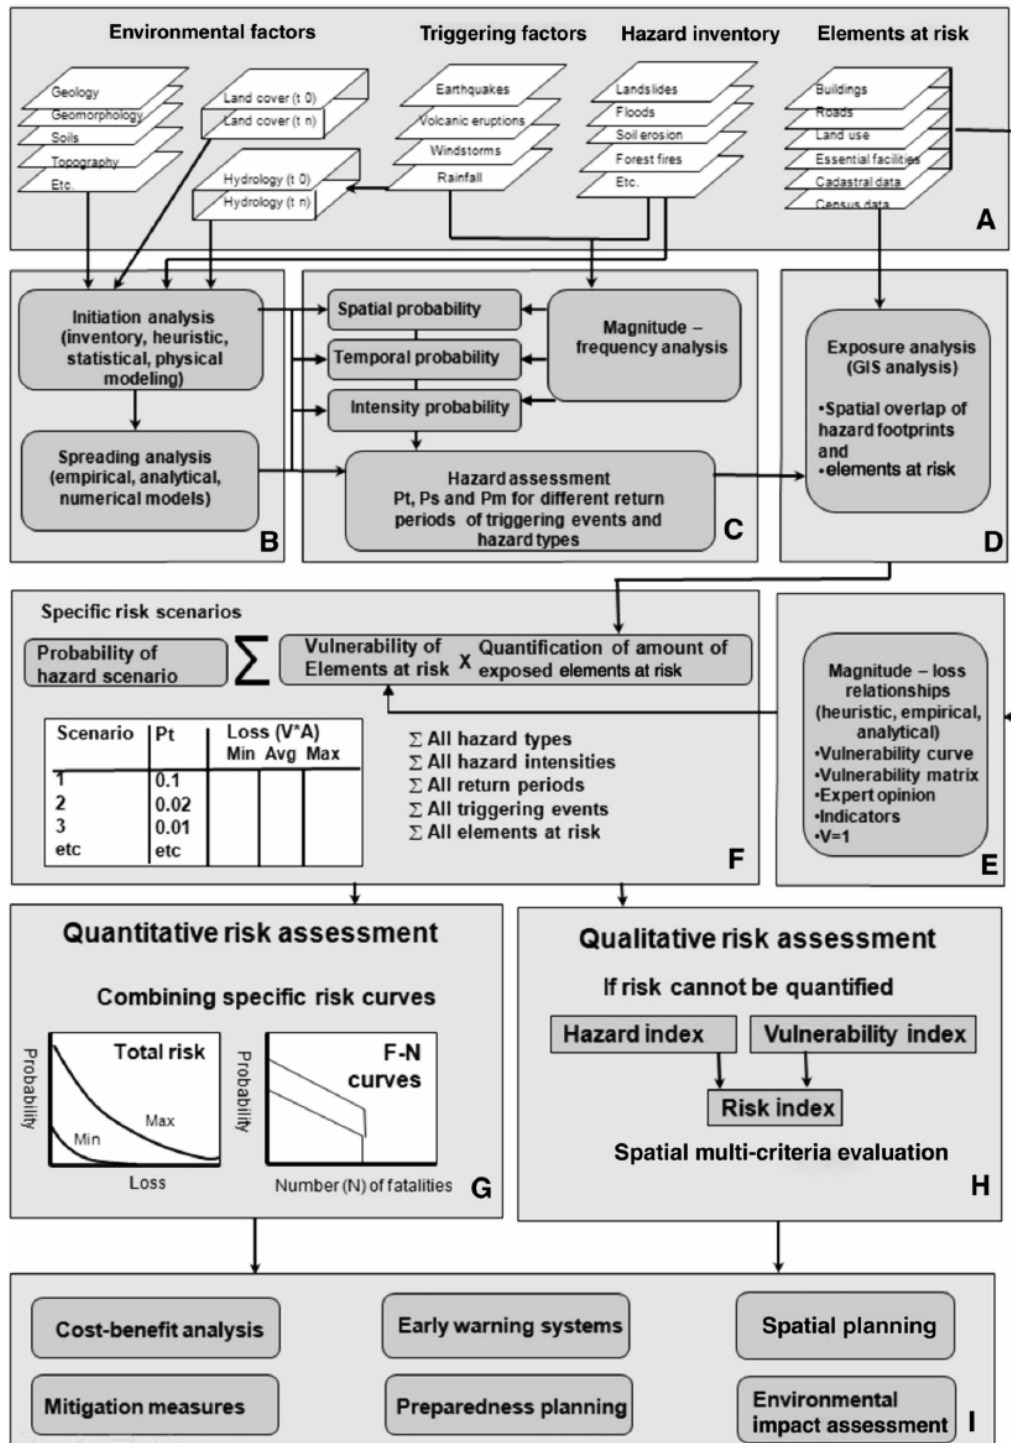 Environmental factors
Triggering factors
Hazard inventory
Elements at risk
Geology
Geomorphology
Soils
Topography
Etc.
Land cover (t 0)
Land cover (t n)
Hydrology (t 0)
Hydrology (t n)
Earthquakes
Volcanic eruptions
Windstorms
Rainfall
Landslides
Floods
Soil erosion
Forest fires
Etc.
Buildings
Roads
Land use
Essential facilities
Cadastral data
Census data
A
Initiation analysis
(inventory, heuristic,
statistical, physical
modeling)
Spreading analysis
(empirical, analytical,
numerical models)
B
Spatial probability
Temporal probability
Intensity probability
Magnitude –
frequency analysis
Hazard assessment
Pt, Ps and Pm for different return
periods of triggering events and
hazard types
C
Exposure analysis
(GIS analysis)
•Spatial overlap of
hazard footprints
and
•elements at risk
D
Specific risk scenarios
Probability of
hazard scenario
Σ
Vulnerability of
Elements at risk
X
Quantification of amount of
exposed elements at risk
Scenario Pt Loss (V*A)
Min Avg Max
1 0.1
2 0.02
3 0.01
etc etc
Σ All hazard types
Σ All hazard intensities
Σ All return periods
Σ All triggering events
Σ All elements at risk
F
Magnitude – loss
relationships
(heuristic, empirical,
analytical)
•Vulnerability curve
•Vulnerability matrix
•Expert opinion
•Indicators
•V=1
E
Quantitative risk assessment
Combining specific risk curves
Probability
Total risk
Max
Min
Loss
Probability
F-N
curves
Number (N) of fatalities
G
Qualitative risk assessment
If risk cannot be quantified
Hazard index
Vulnerability index
Risk index
Spatial multi-criteria evaluation
H
Cost-benefit analysis
Early warning systems
Spatial planning
Mitigation measures
Preparedness planning
Environmental
impact assessment
I